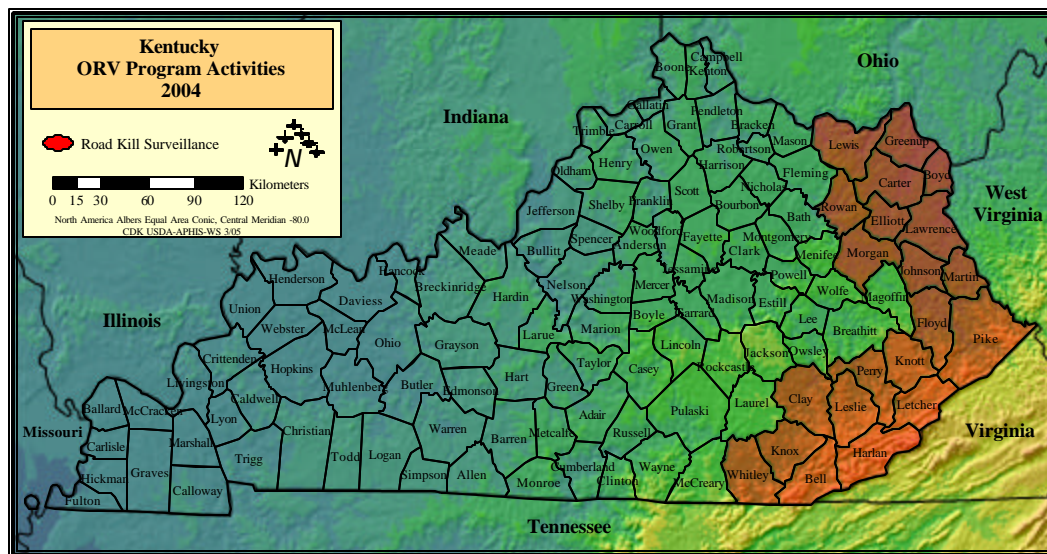 Kentucky
ORV Program Activities
2004
Road Kill Surveillance
N
Kilometers
0 15 30 60 90 120
North America Albers Equal Area Conic, Central Meridian -80.0
CDK USDA-APHIS-WS 3/05
Ohio
Indiana
West
Virginia
Illinois
Missouri
Virginia
Tennessee
Boone
Campbell
Kenton
Gallatin
Pendleton
Trimble
Carroll
Grant
Bracken
Mason
Lewis
Greenup
Owen
Robertson
Boyd
Oldham
Henry
Harrison
Fleming
Carter
Nicholas
Jefferson
Shelby
Franklin
Scott
Bourbon
Rowan
Elliott
Bath
Lawrence
Spencer
Woodford
Anderson
Fayette
Montgomery
Bullitt
Clark
Menifee
Morgan
Meade
Jessamine
Johnson
Martin
Henderson
Hancock
Breckinridge
Nelson
Mercer
Powell
Wolfe
Magoffin
Union
Daviess
Hardin
Washington
Madison
Estill
Webster
McLean
Larue
Marion
Boyle
Garrard
Lee
Floyd
Pike
Breathitt
Ohio
Grayson
Lincoln
Jackson
Owsley
Crittenden
Hopkins
Taylor
Casey
Rockcastle
Perry
Knott
Livingston
Muhlenberg
Butler
Edmonson
Hart
Green
Clay
Leslie
Letcher
Caldwell
Ballard
McCracken
Lyon
Christian
Adair
Pulaski
Laurel
Carlisle
Marshall
Warren
Barren
Metcalfe
Russell
Knox
Harlan
Hickman
Graves
Trigg
Todd
Logan
Simpson
Allen
Monroe
Cumberland
Clinton
Wayne
McCreary
Whitley
Bell
Fulton
Calloway